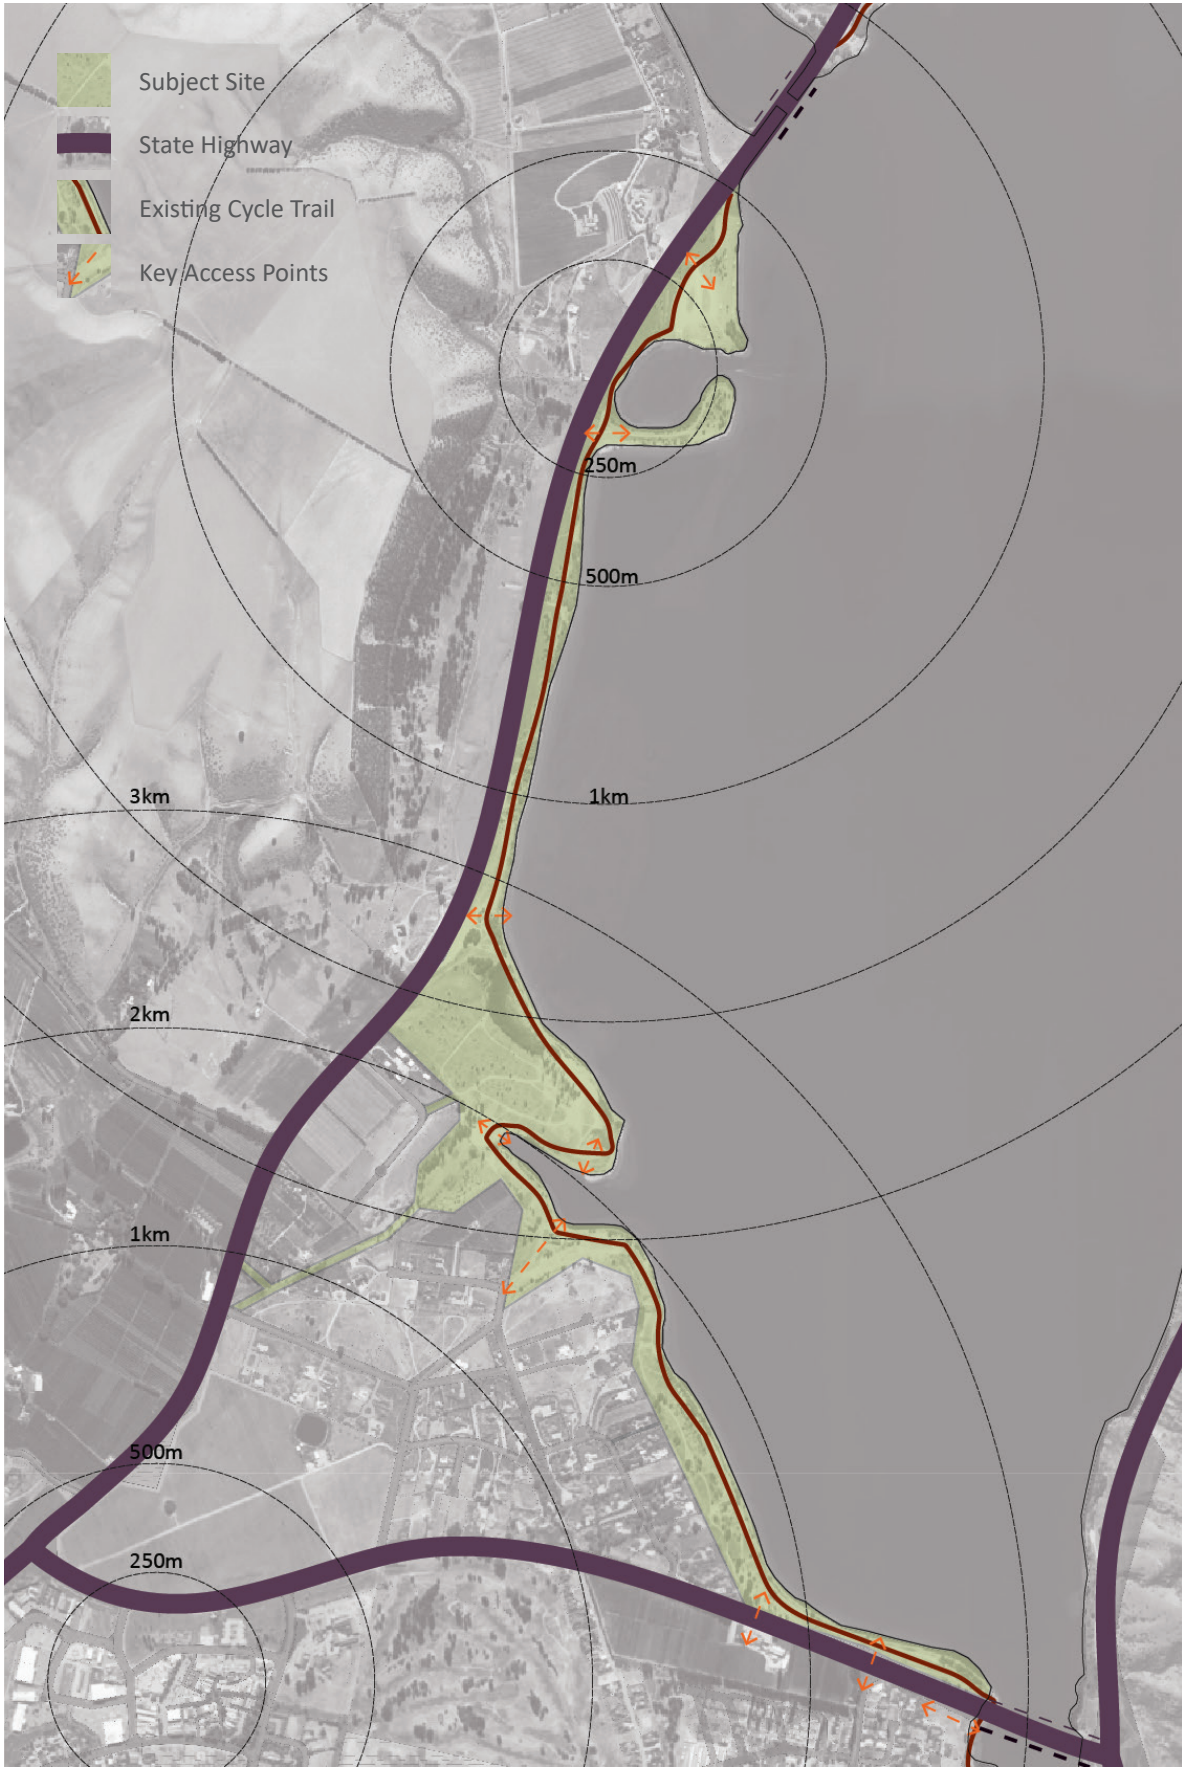 Subject Site
State Highway
Existing Cycle Trail
Key Access Points
250m
500m
1km
3km
2km
1km
500m
250m